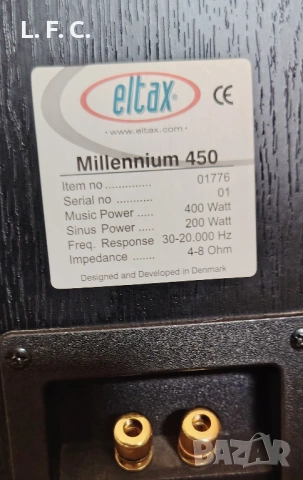 L.F.C.
eltax®
CE
· www.eltax.com ·
Millennium 450
Item no .............. 01776
Serial no ............ 01
Music Power ..... 400 Watt
Sinus Power ..... 200 Watt
Freq. Response 30-20.000 Hz
Impedance ....... 4-8 Ohm
Designed and Developed in Denmark
BAZAR